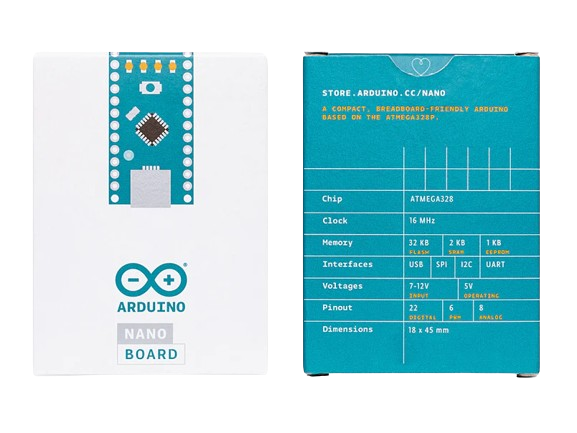 ARDUINO
NANO
BOARD
STORE.ARDUINO.CC/NANO
A COMPACT, BREADBOARD-FRIENDLY ARDUINO
BASED ON THE ATMEGA328P.
Chip ATMEGA328
Clock 16 MHz
Memory 32 KB 2 KB 1 KB
FLASH SRAM EEPROM
Interfaces USB SPI I2C UART
Voltages 7-12V 5V
INPUT OPERATING
Pinout 22 6 8
DIGITAL PWM ANALOG
Dimensions 18 x 45 mm